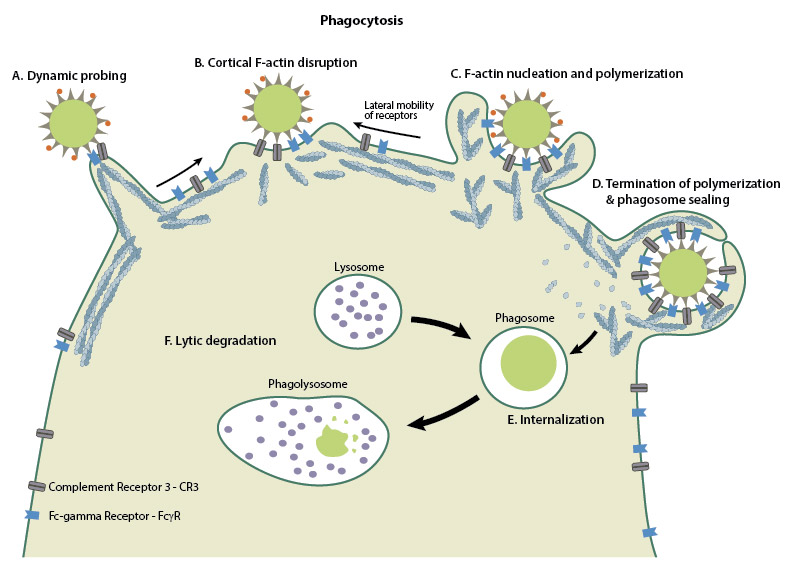 Phagocytosis
A. Dynamic probing
B. Cortical F-actin disruption
C. F-actin nucleation and polymerization
Lateral mobility
of receptors
D. Termination of polymerization
& phagosome sealing
Lysosome
Phagosome
F. Lytic degradation
Phagolysosome
E. Internalization
Complement Receptor 3 - CR3
Fc-gamma Receptor - FcγR